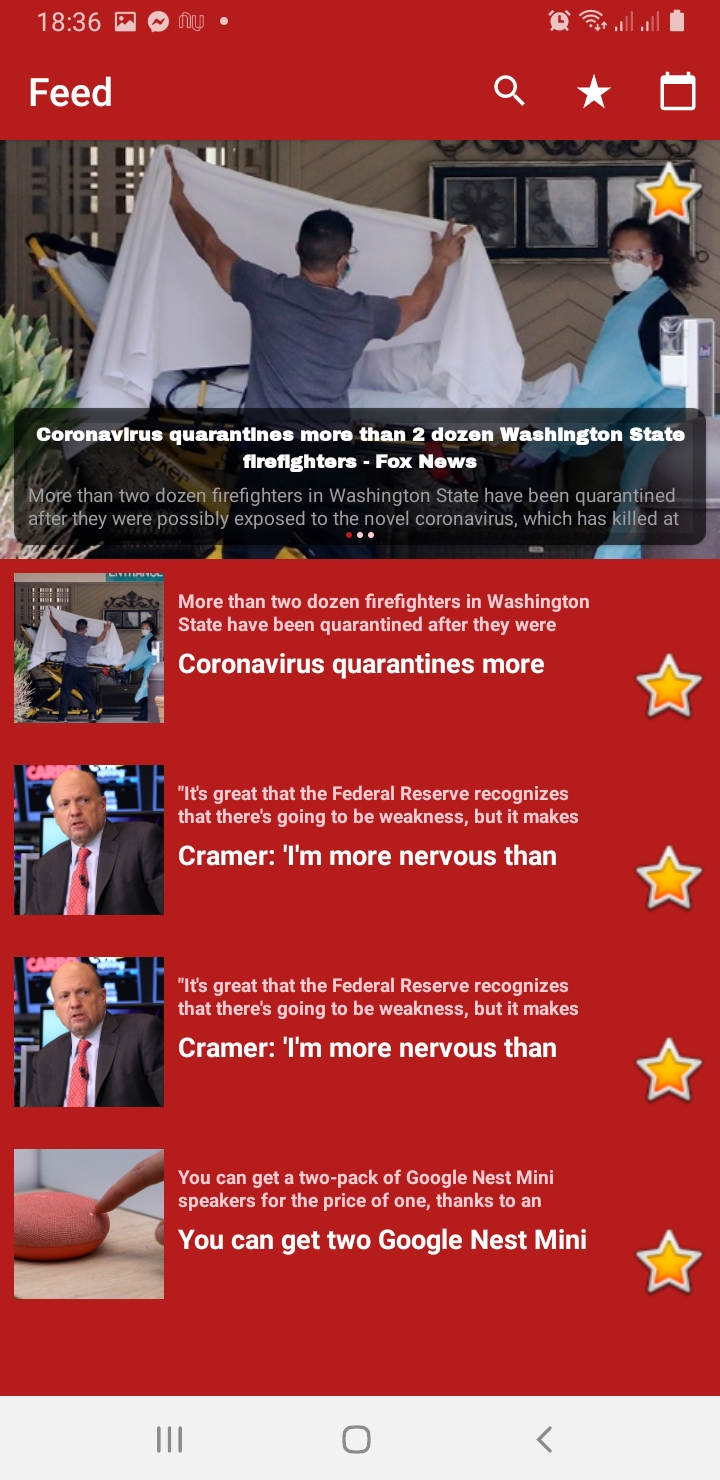 18:36
Feed
Coronavirus quarantines more than 2 dozen Washington State
firefighters - Fox News
More than two dozen firefighters in Washington State have been quarantined
after they were possibly exposed to the novel coronavirus, which has killed at
ENTRANCE
More than two dozen firefighters in Washington
State have been quarantined after they were
Coronavirus quarantines more
"It's great that the Federal Reserve recognizes
that there's going to be weakness, but it makes
Cramer: 'I'm more nervous than
"It's great that the Federal Reserve recognizes
that there's going to be weakness, but it makes
Cramer: 'I'm more nervous than
You can get a two-pack of Google Nest Mini
speakers for the price of one, thanks to an
You can get two Google Nest Mini